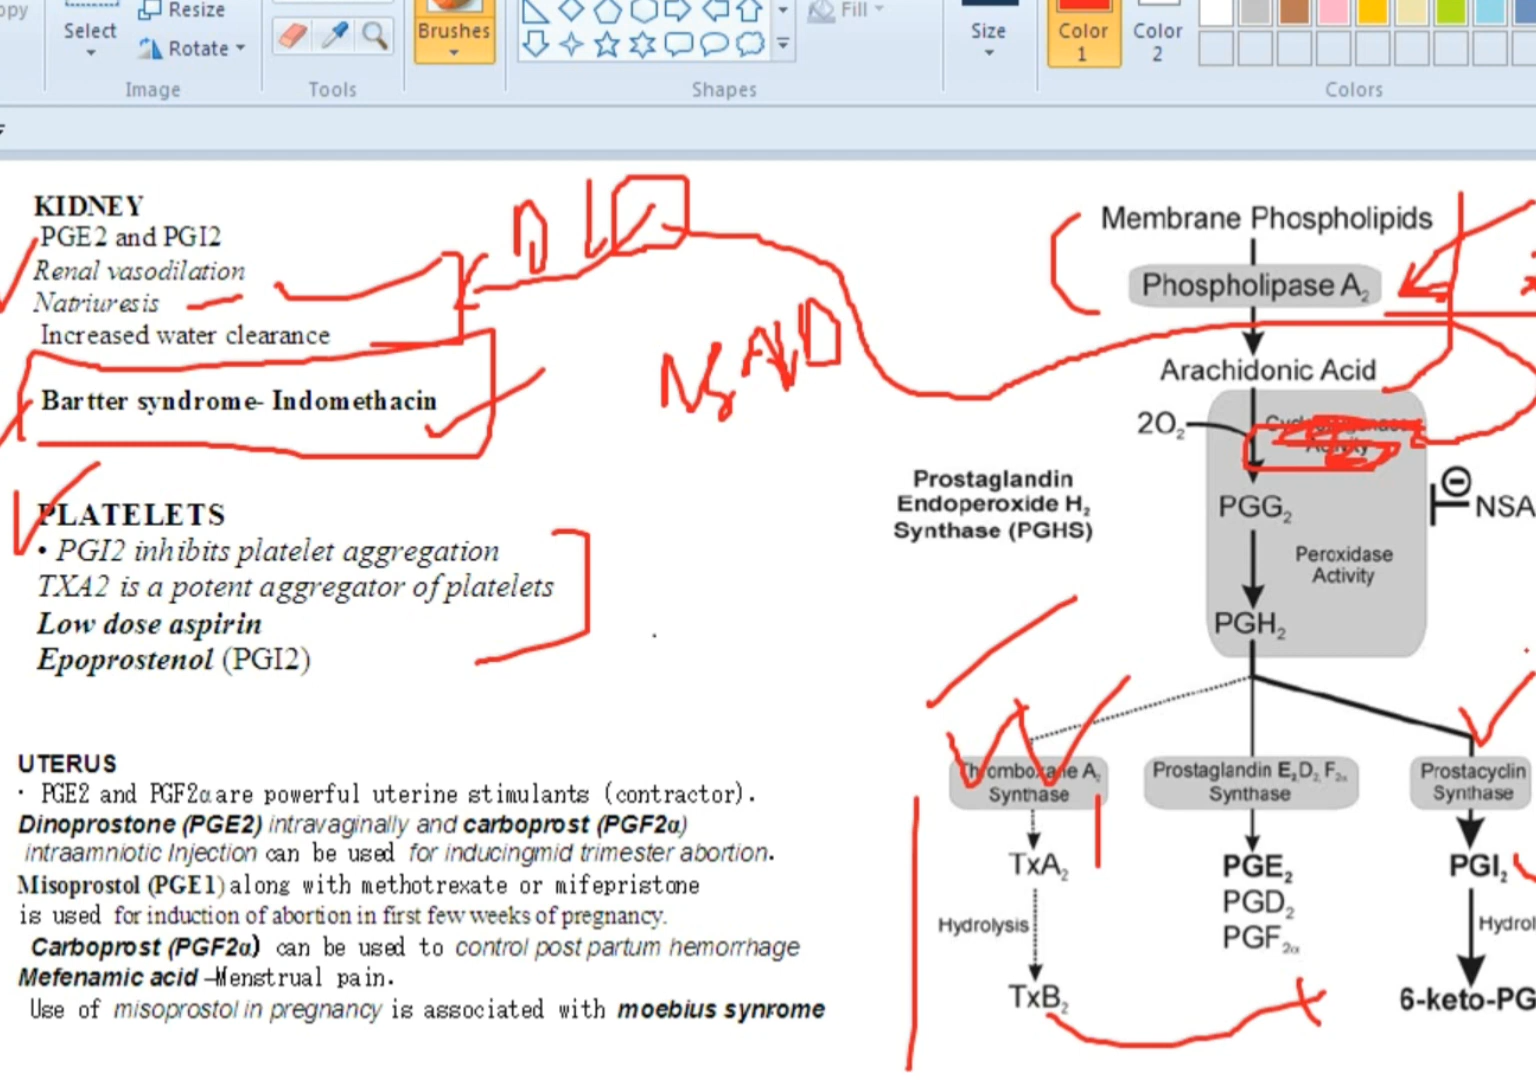 opy
Select
Resize
Rotate
Image
Tools
Brushes
Shapes
Fill
Size
Color 1
Color 2
Colors
KIDNEY
PGE2 and PGI2
Renal vasodilation
Natriuresis
Increased water clearance
Bartter syndrome- Indomethacin
NSAID
PLATELETS
• PGI2 inhibits platelet aggregation
TXA2 is a potent aggregator of platelets
Low dose aspirin
Epoprostenol (PGI2)
UTERUS
· PGE2 and PGF2α are powerful uterine stimulants (contractor).
Dinoprostone (PGE2) intravaginally and carboprost (PGF2α)
intraamniotic Injection can be used for inducingmid trimester abortion.
Misoprostol (PGE1) along with methotrexate or mifepristone
is used for induction of abortion in first few weeks of pregnancy.
Carboprost (PGF2α) can be used to control post partum hemorrhage
Mefenamic acid –Menstrual pain.
Use of misoprostol in pregnancy is associated with moebius synrome
Membrane Phospholipids
Phospholipase A₂
Arachidonic Acid
2O₂
Activity
Prostaglandin
Endoperoxide H₂
Synthase (PGHS)
PGG₂
NSA
Peroxidase
Activity
PGH₂
Thromboxane A₂
Synthase
Prostaglandin E₂D₂ F₂α
Synthase
Prostacyclin
Synthase
TxA₂
PGE₂
PGD₂
PGF₂α
PGI₂
Hydrolysis
Hydrol
TxB₂
6-keto-PG